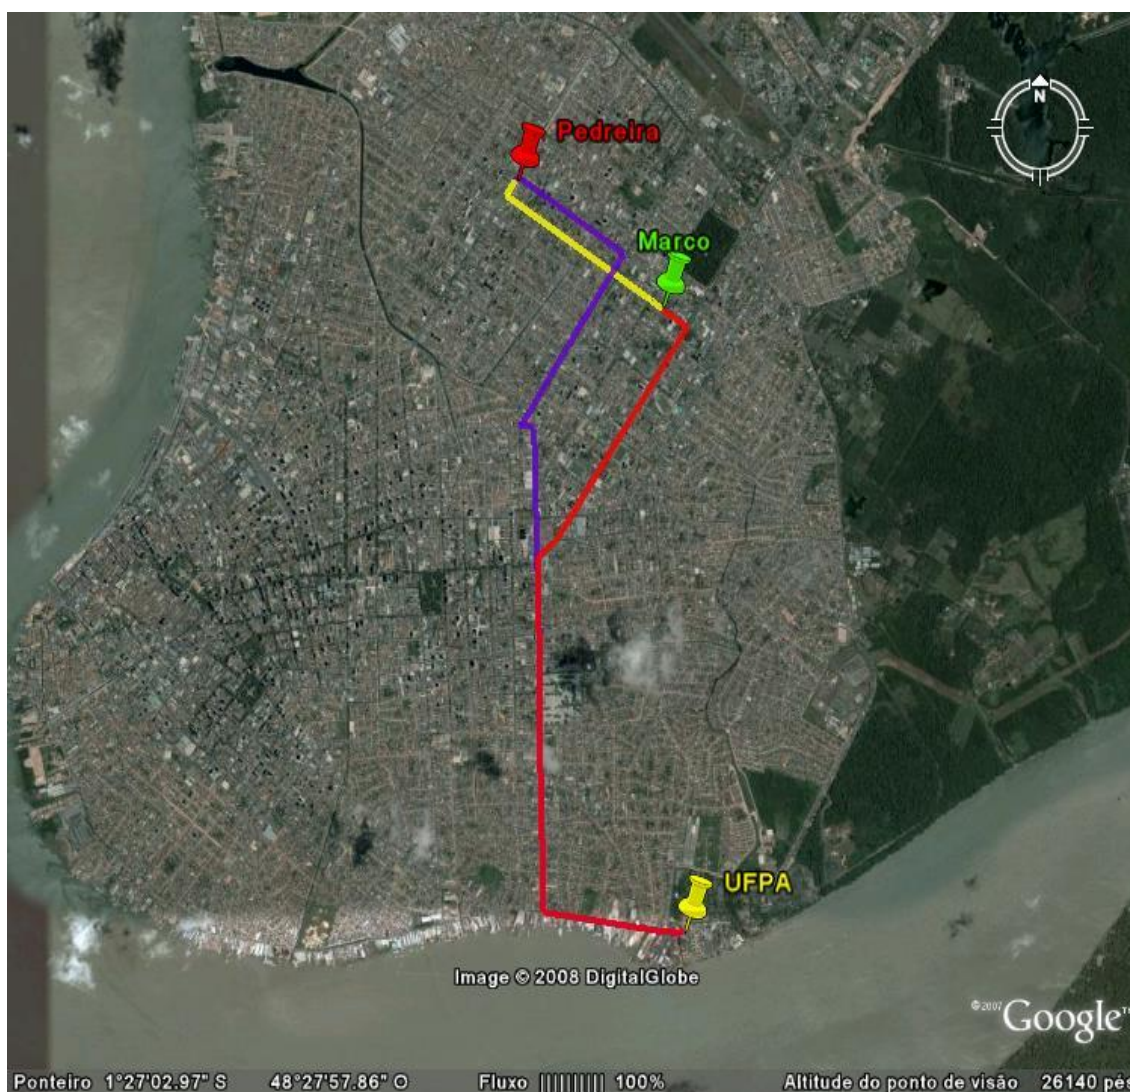 N
Pedreira
Marco
UFPA
Image © 2008 DigitalGlobe
©2007 Google™
Ponteiro 1°27'02.97" S 48°27'57.86" O Fluxo 100% Altitude do ponto de visão 26140 pés